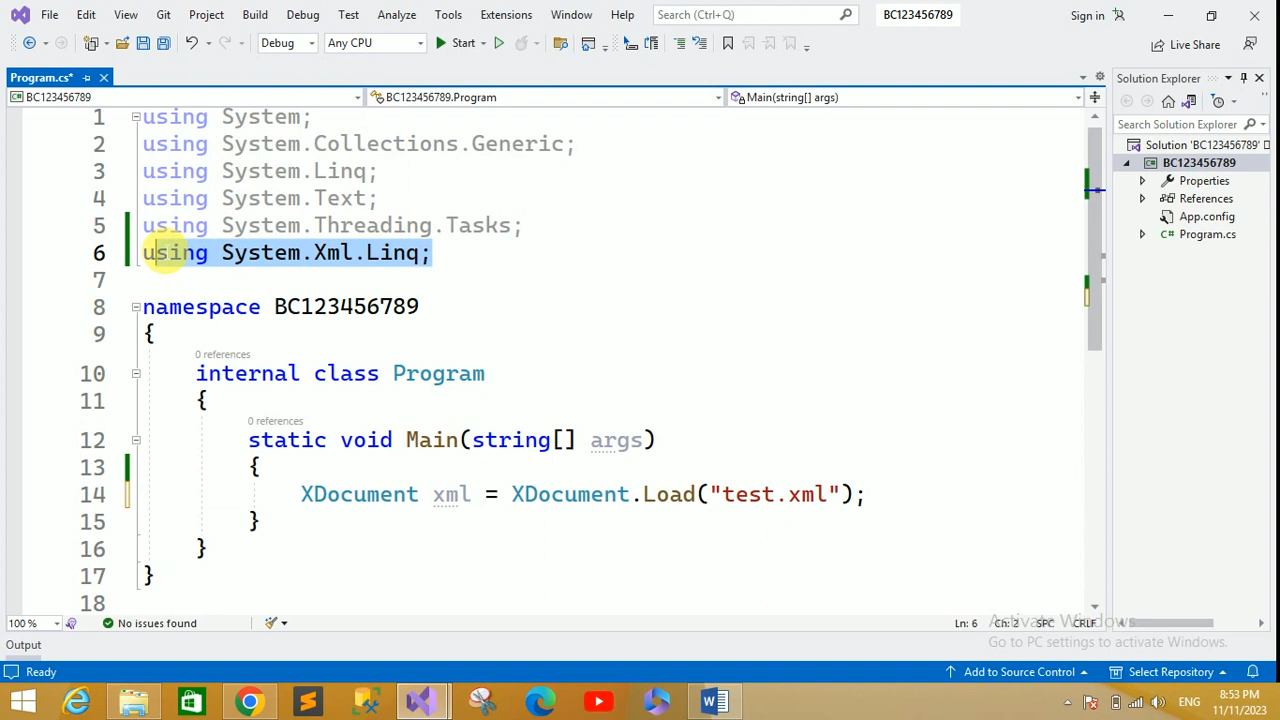 File Edit View Git Project Build Debug Test Analyze Tools Extensions Window Help Search (Ctrl+Q) BC123456789 Sign in
Debug Any CPU Start Live Share
Program.cs*
BC123456789 BC123456789.Program Main(string[] args)
1 using System;
2 using System.Collections.Generic;
3 using System.Linq;
4 using System.Text;
5 using System.Threading.Tasks;
6 using System.Xml.Linq;
7
8 namespace BC123456789
9 {
0 references
10 internal class Program
11 {
0 references
12 static void Main(string[] args)
13 {
14 XDocument xml = XDocument.Load("test.xml");
15 }
16 }
17 }
18
100 % No issues found Ln: 6 Ch: 2 SPC CRLF
Output
Solution Explorer
Search Solution Explorer
Solution 'BC123456789'
BC123456789
Properties
References
App.config
Program.cs
Activate Windows
Go to PC settings to activate Windows.
Ready Add to Source Control Select Repository
ENG 8:53 PM
11/11/2023